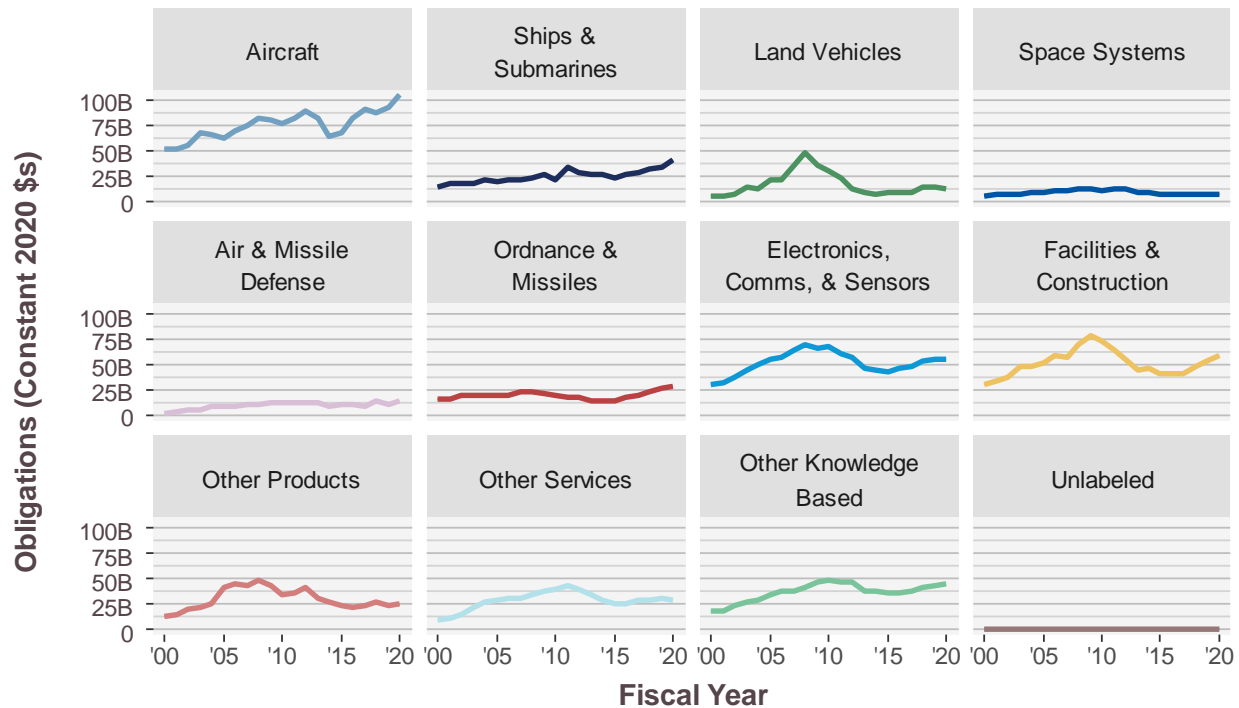 Obligations (Constant 2020 $s)
Aircraft
Ships &
Submarines
Land Vehicles
Space Systems
100B
75B
50B
25B
0
Air & Missile
Defense
Ordnance &
Missiles
Electronics,
Comms, & Sensors
Facilities &
Construction
100B
75B
50B
25B
0
Other Products
Other Services
Other Knowledge
Based
Unlabeled
100B
75B
50B
25B
0
'00 '05 '10 '15 '20 '00 '05 '10 '15 '20 '00 '05 '10 '15 '20 '00 '05 '10 '15 '20
Fiscal Year